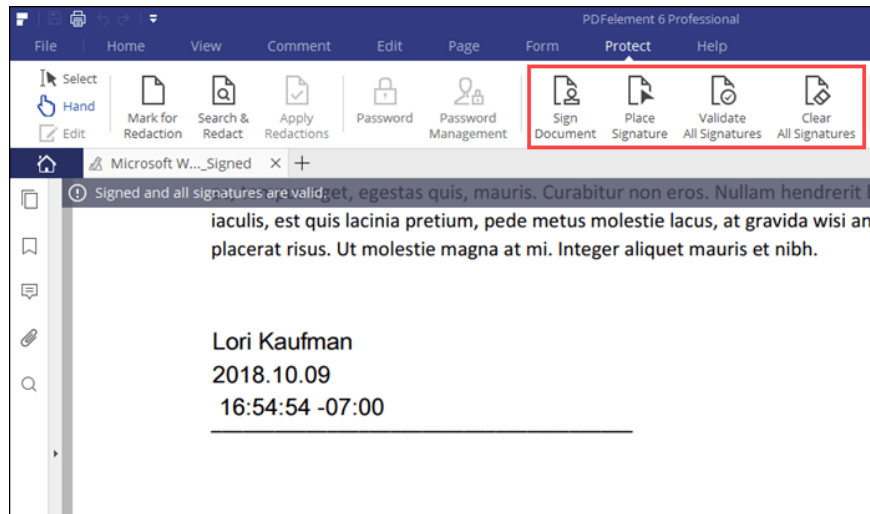 PDFelement 6 Professional
File Home View Comment Edit Page Form Protect Help
Select
Hand
Edit
Mark for Redaction
Search & Redact
Apply Redactions
Password
Password Management
Sign Document
Place Signature
Validate All Signatures
Clear All Signatures
Microsoft W..._Signed
Signed and all signatures are valid.
get, egestas quis, mauris. Curabitur non eros. Nullam hendrerit
iaculis, est quis lacinia pretium, pede metus molestie lacus, at gravida wisi an
placerat risus. Ut molestie magna at mi. Integer aliquet mauris et nibh.
Lori Kaufman
2018.10.09
16:54:54 -07:00